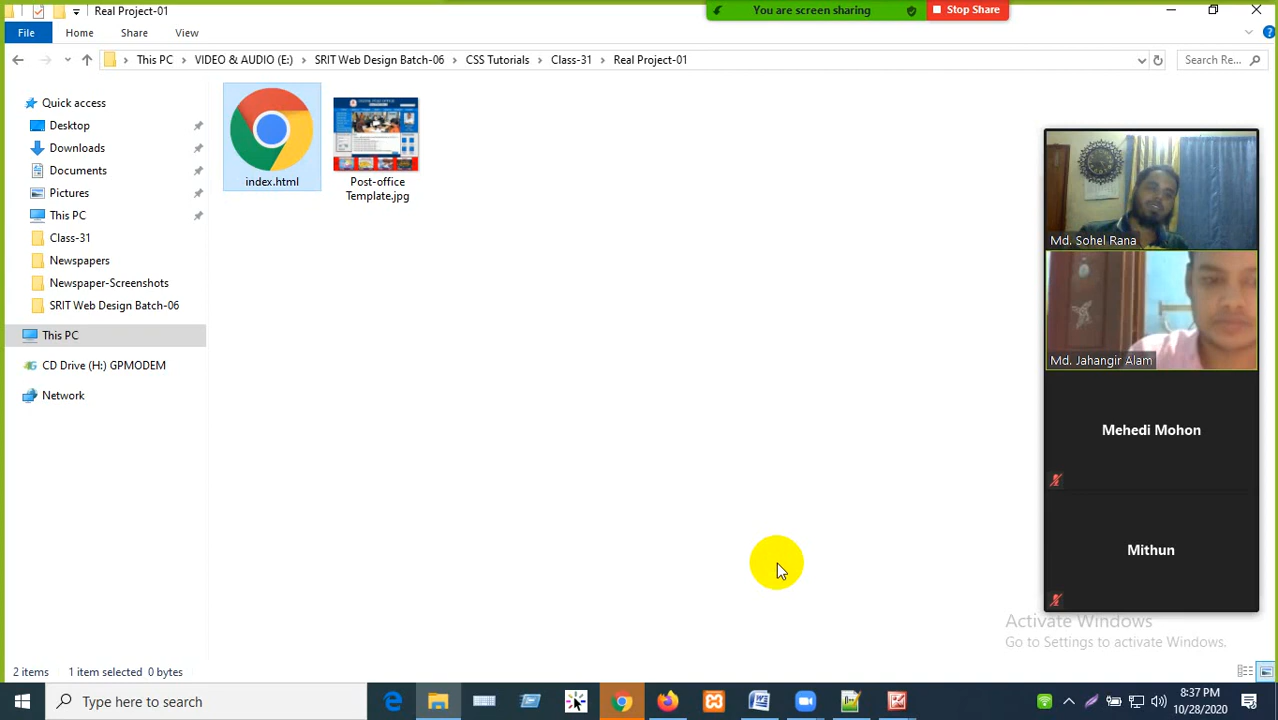 Real Project-01
You are screen sharing
Stop Share
File
Home
Share
View
This PC
VIDEO & AUDIO (E:)
SRIT Web Design Batch-06
CSS Tutorials
Class-31
Real Project-01
Search Re...
Quick access
Desktop
Downloads
Documents
Pictures
This PC
Class-31
Newspapers
Newspaper-Screenshots
SRIT Web Design Batch-06
This PC
CD Drive (H:) GPMODEM
Network
index.html
Post-office
Template.jpg
Md. Sohel Rana
Md. Jahangir Alam
Mehedi Mohon
Mithun
Activate Windows
Go to Settings to activate Windows.
2 items
1 item selected 0 bytes
Type here to search
8:37 PM
10/28/2020